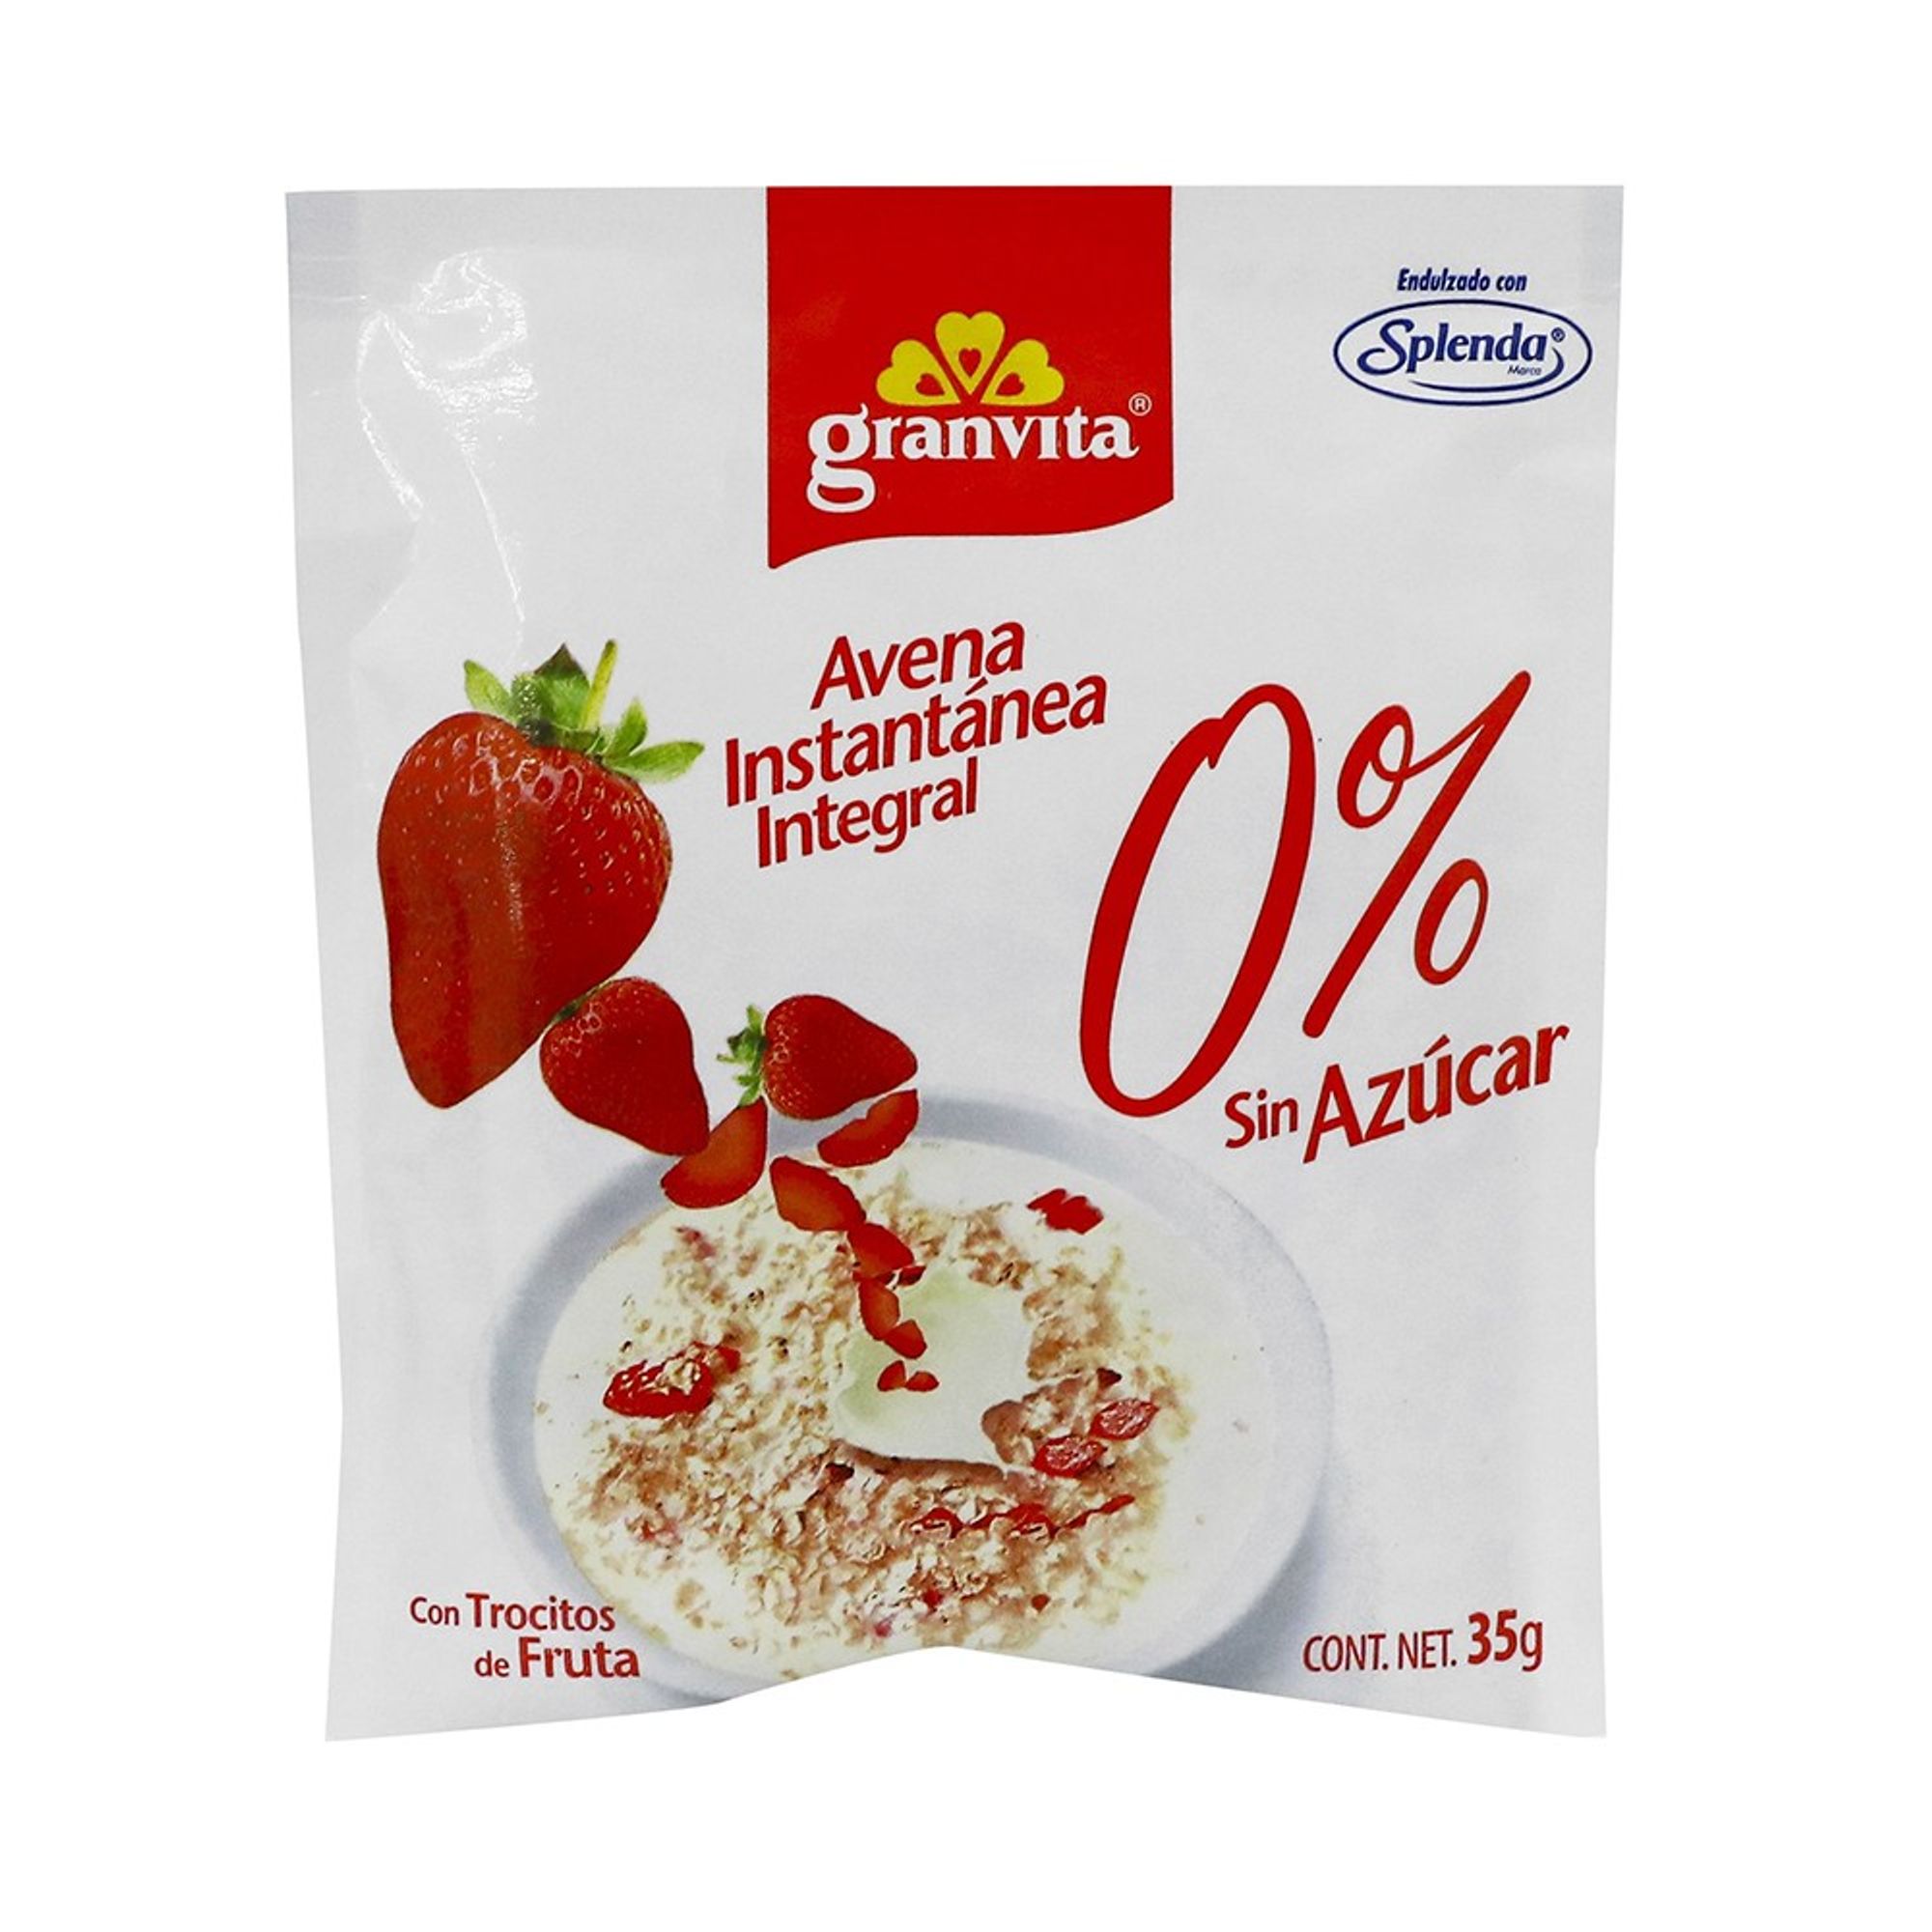 Endulzado con
Splenda®
Marca
granvita®
Avena
Instantánea
Integral
0%
Sin Azúcar
Con Trocitos
de Fruta
CONT. NET. 35g